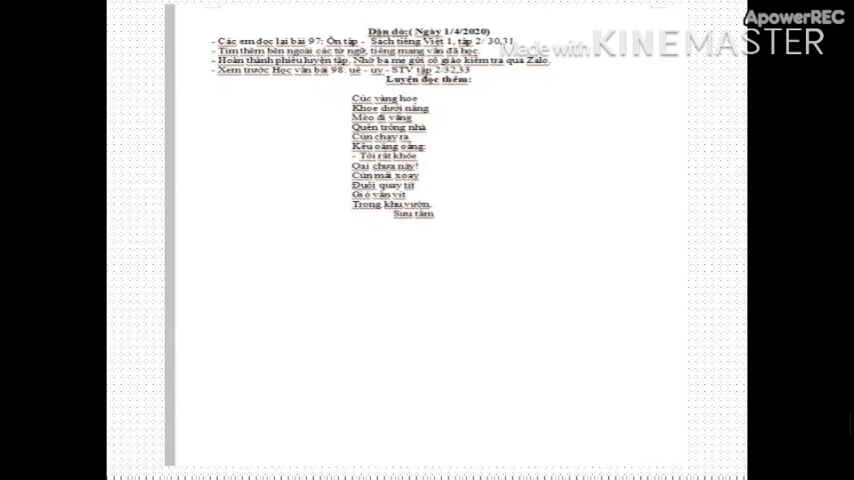 ApowerREC
Made with KINEMASTER
Dặn dò:( Ngày 1/4/2020)
- Các em đọc lại bài 97: Ôn tập - Sách tiếng Việt 1, tập 2/ 30,31
- Tìm thêm bên ngoài các từ ngữ, tiếng mang vần đã học.
- Hoàn thành phiếu luyện tập. Nhờ ba mẹ gửi cô giáo kiểm tra qua Zalo.
- Xem trước Học vần bài 98: uê - uy - STV tập 2/32,33
Luyện đọc thêm:
Cúc vàng hoe
Khoe dưới nắng
Mèo đi vắng
Quên trông nhà
Cún chạy ra
Kêu oăng oẳng:
- Tôi rất khỏe
Oai chưa này!
Cún mải xoay
Đuôi quay tít
Gió vấn vít
Trong khu vườn.
Sưu tầm